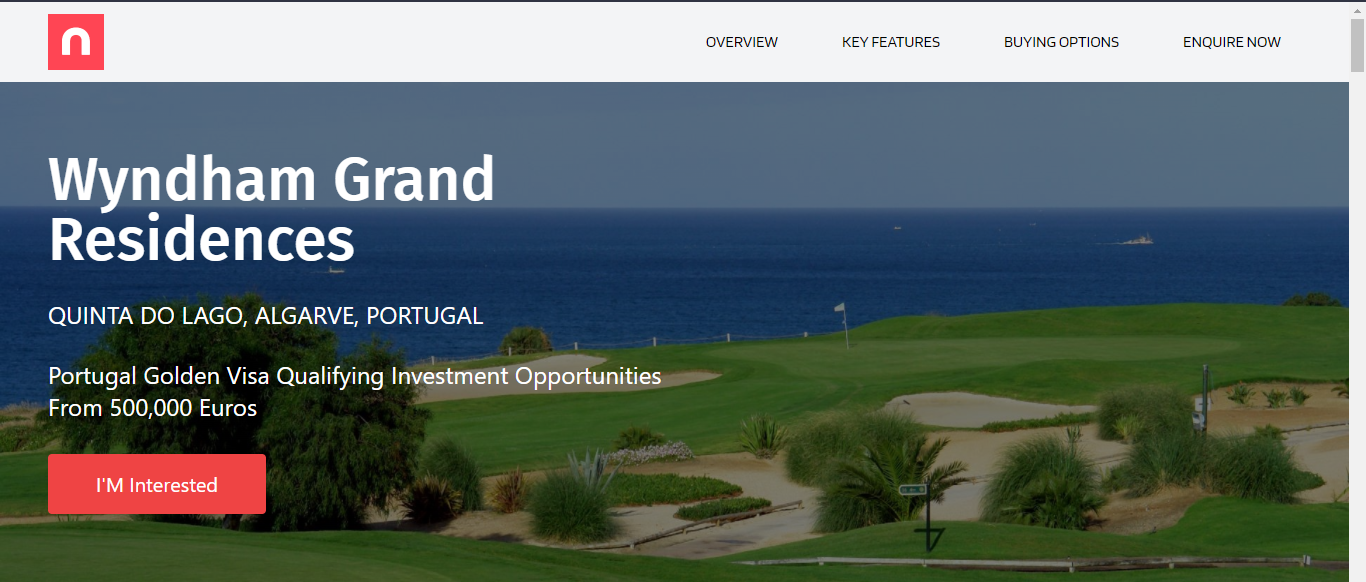 n
OVERVIEW
KEY FEATURES
BUYING OPTIONS
ENQUIRE NOW
Wyndham Grand
Residences
QUINTA DO LAGO, ALGARVE, PORTUGAL
Portugal Golden Visa Qualifying Investment Opportunities
From 500,000 Euros
I'M Interested